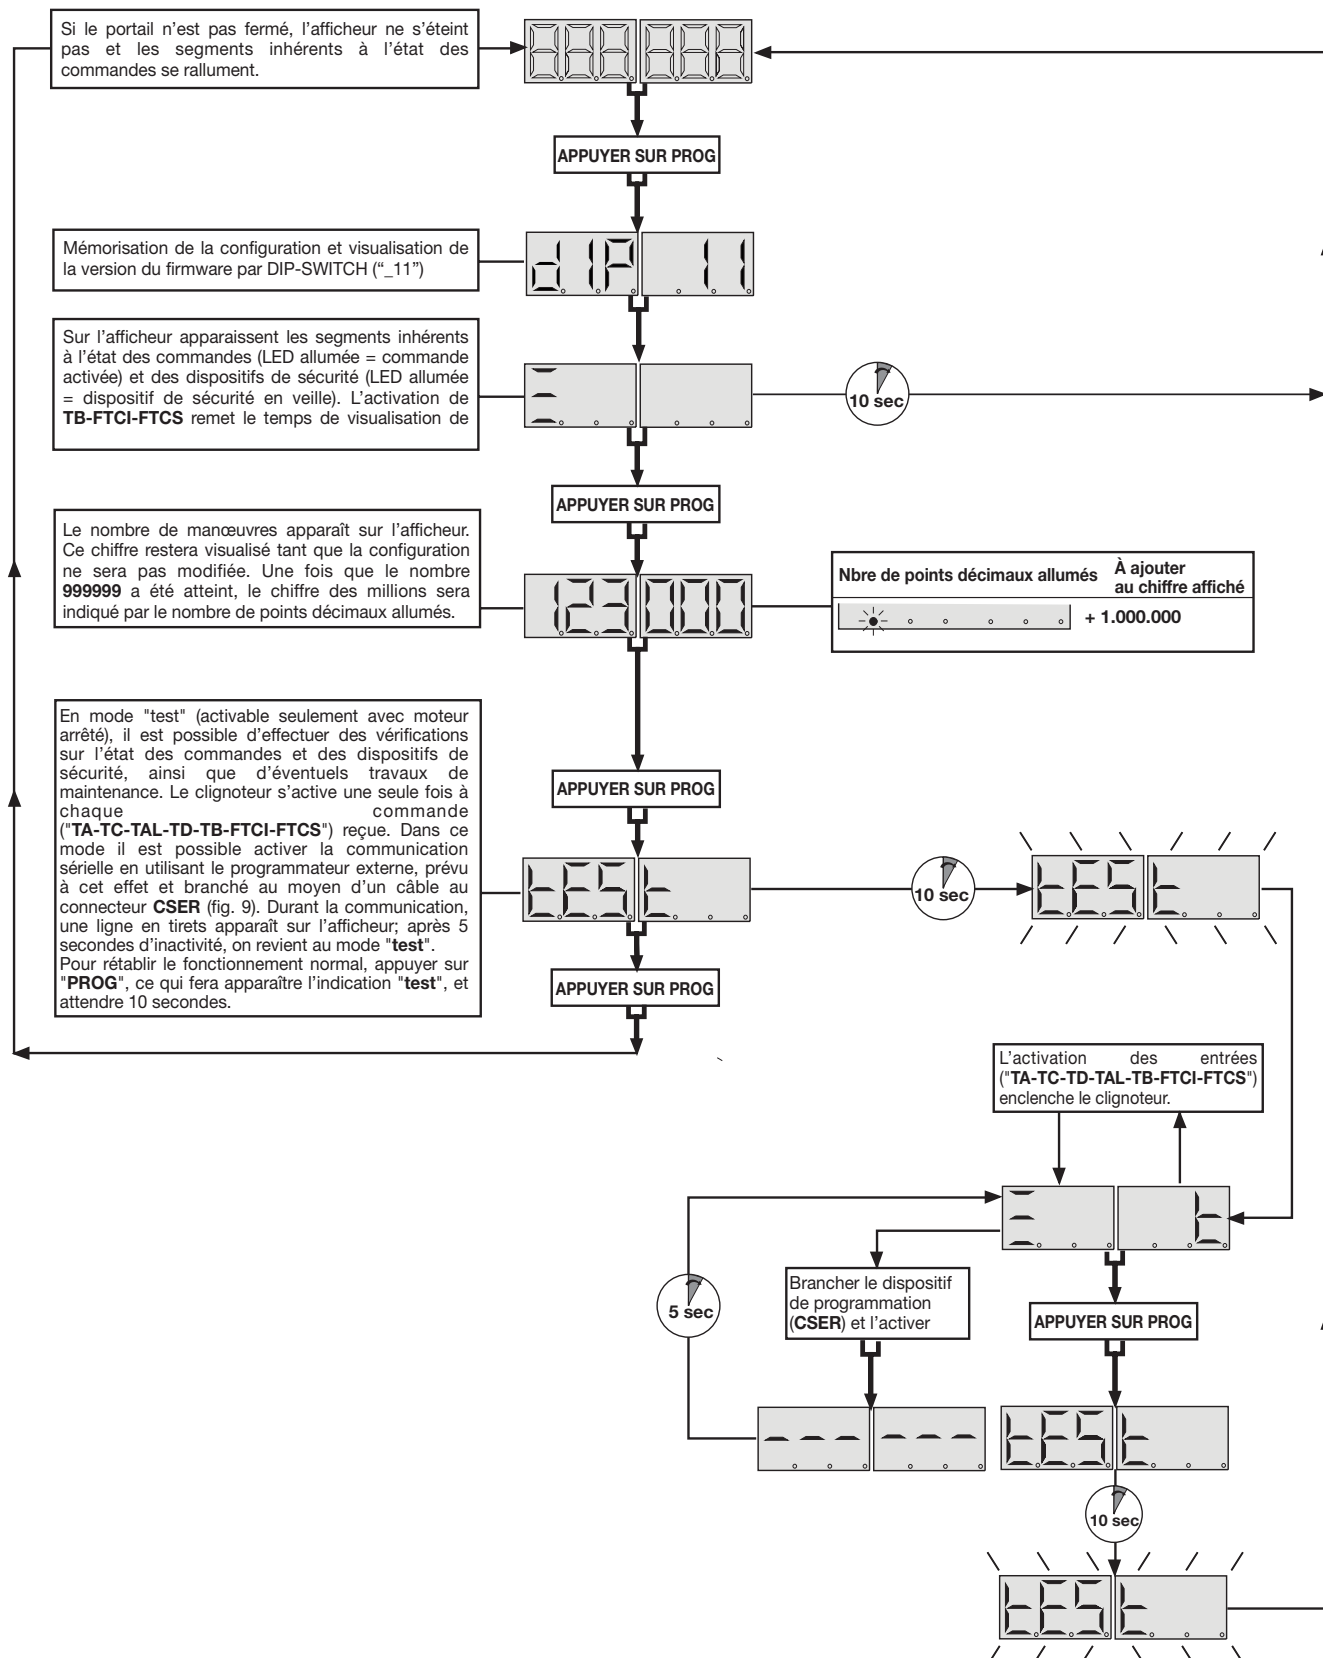 Si le portail n'est pas fermé, l'afficheur ne s'éteint
pas et les segments inhérents à l'état des
commandes se rallument.
APPUYER SUR PROG
Mémorisation de la configuration et visualisation de
la version du firmware par DIP-SWITCH (“_11”)
dIP 11
Sur l'afficheur apparaissent les segments inhérents
à l'état des commandes (LED allumée = commande
activée) et des dispositifs de sécurité (LED allumée
= dispositif de sécurité en veille). L'activation de
TB-FTCI-FTCS remet le temps de visualisation de
10 sec
APPUYER SUR PROG
Le nombre de manœuvres apparaît sur l'afficheur.
Ce chiffre restera visualisé tant que la configuration
ne sera pas modifiée. Une fois que le nombre
999999 a été atteint, le chiffre des millions sera
indiqué par le nombre de points décimaux allumés.
123000
Nbre de points décimaux allumés
À ajouter
au chiffre affiché
+ 1.000.000
En mode "test" (activable seulement avec moteur
arrêté), il est possible d'effectuer des vérifications
sur l'état des commandes et des dispositifs de
sécurité, ainsi que d'éventuels travaux de
maintenance. Le clignoteur s'active une seule fois à
chaque commande
("TA-TC-TAL-TD-TB-FTCI-FTCS") reçue. Dans ce
mode il est possible activer la communication
sérielle en utilisant le programmateur externe, prévu
à cet effet et branché au moyen d'un câble au
connecteur CSER (fig. 9). Durant la communication,
une ligne en tirets apparaît sur l'afficheur; après 5
secondes d'inactivité, on revient au mode "test".
Pour rétablir le fonctionnement normal, appuyer sur
"PROG", ce qui fera apparaître l'indication "test", et
attendre 10 secondes.
APPUYER SUR PROG
tESt
10 sec
tESt
APPUYER SUR PROG
L'activation des entrées
("TA-TC-TD-TAL-TB-FTCI-FTCS")
enclenche le clignoteur.
t
5 sec
Brancher le dispositif
de programmation
(CSER) et l'activer
APPUYER SUR PROG
--- ---
tESt
10 sec
tESt